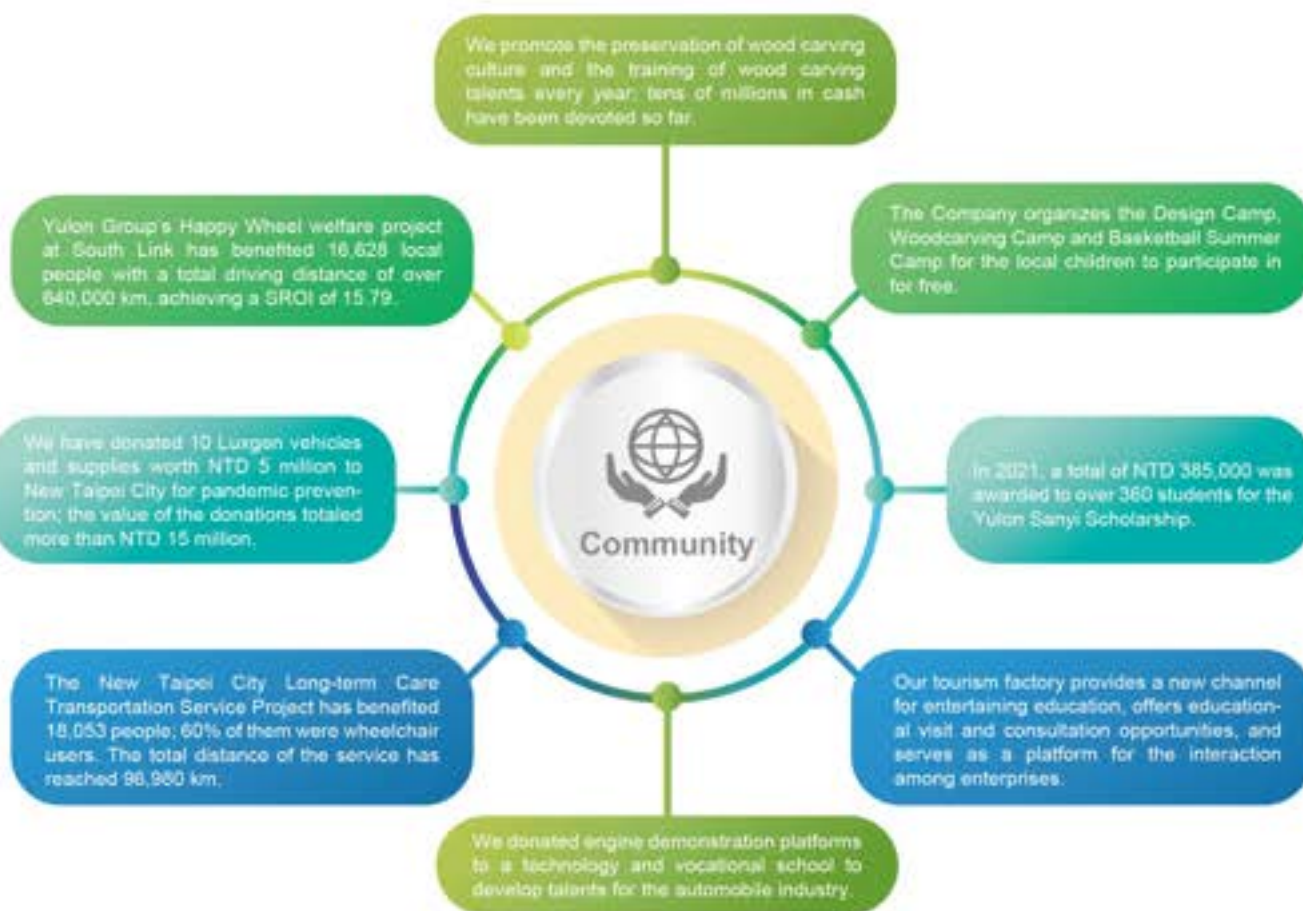 We promote the preservation of wood carving
culture and the training of wood carving
talents every year; tens of millions in cash
have been devoted so far.
Yulon Group's Happy Wheel welfare project
at South Link has benefited 16,628 local
people with a total driving distance of over
640,000 km, achieving a SROI of 15.79.
The Company organizes the Design Camp,
Woodcarving Camp and Basketball Summer
Camp for the local children to participate in
for free.
We have donated 10 Luxgen vehicles
and supplies worth NTD 5 million to
New Taipei City for pandemic preven-
tion; the value of the donations totaled
more than NTD 15 million.
Community
In 2021, a total of NTD 385,000 was
awarded to over 360 students for the
Yulon Sanyi Scholarship.
The New Taipei City Long-term Care
Transportation Service Project has benefited
18,053 people; 60% of them were wheelchair
users. The total distance of the service has
reached 96,980 km.
Our tourism factory provides a new channel
for entertaining education, offers education-
al visit and consultation opportunities, and
serves as a platform for the interaction
among enterprises.
We donated engine demonstration platforms
to a technology and vocational school to
develop talents for the automobile industry.